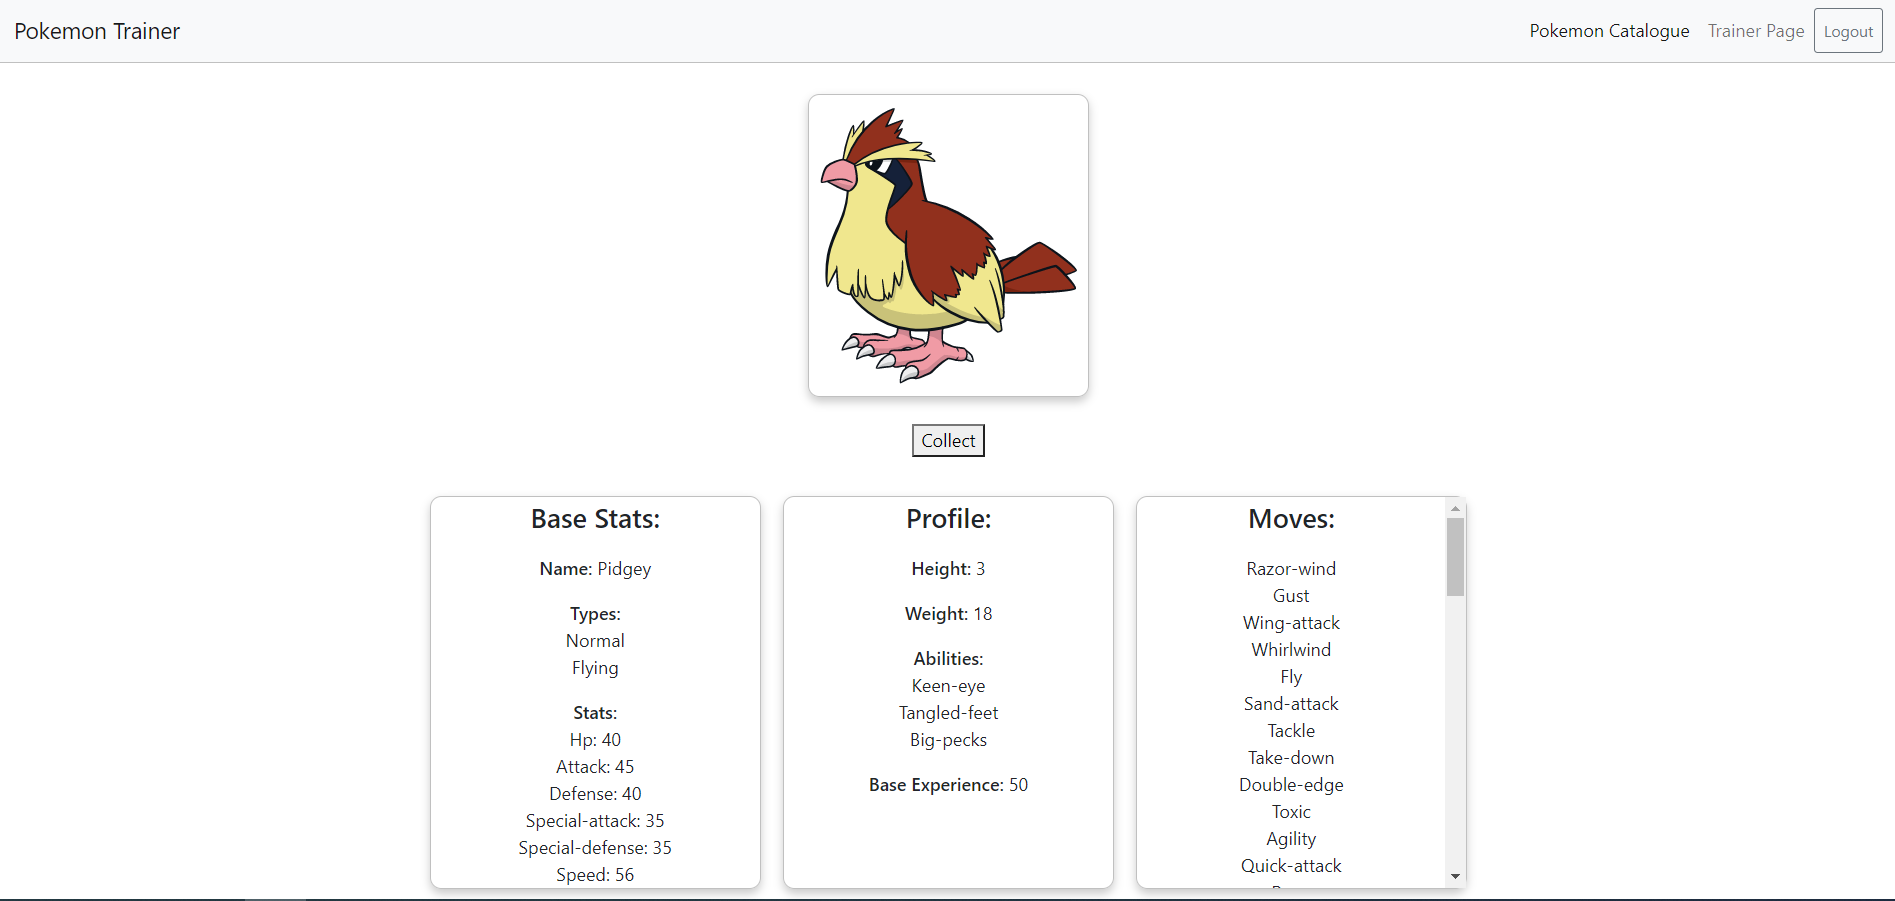 Pokemon Trainer
Pokemon Catalogue
Trainer Page
Logout
Collect
Base Stats:
Name: Pidgey
Types:
Normal
Flying
Stats:
Hp: 40
Attack: 45
Defense: 40
Special-attack: 35
Special-defense: 35
Speed: 56
Profile:
Height: 3
Weight: 18
Abilities:
Keen-eye
Tangled-feet
Big-pecks
Base Experience: 50
Moves:
Razor-wind
Gust
Wing-attack
Whirlwind
Fly
Sand-attack
Tackle
Take-down
Double-edge
Toxic
Agility
Quick-attack